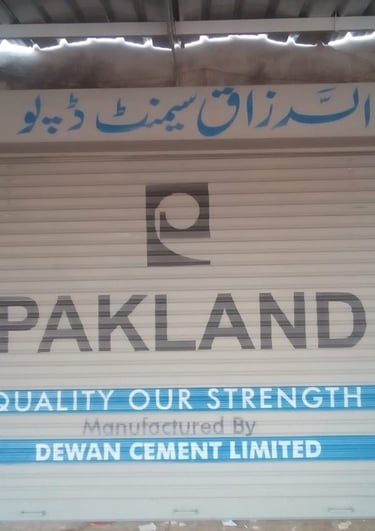 الرزاق سیمنٹ ڈپو
PAKLAND
QUALITY OUR STRENGTH
Manufactured By
DEWAN CEMENT LIMITED